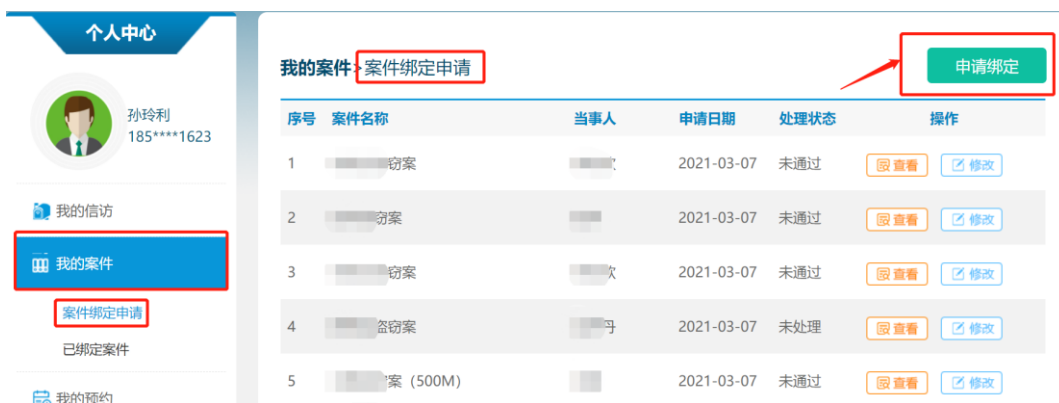 个人中心
孙玲利
185****1623
我的信访
我的案件
案件绑定申请
已绑定案件
我的预约
我的案件>案件绑定申请
申请绑定
序号 案件名称 当事人 申请日期 处理状态 操作
1 窃案 2021-03-07 未通过 查看 修改
2 窃案 2021-03-07 未通过 查看 修改
3 窃案 2021-03-07 未通过 查看 修改
4 盗窃案 丹 2021-03-07 未处理 查看 修改
5 案（500M） 2021-03-07 未通过 查看 修改